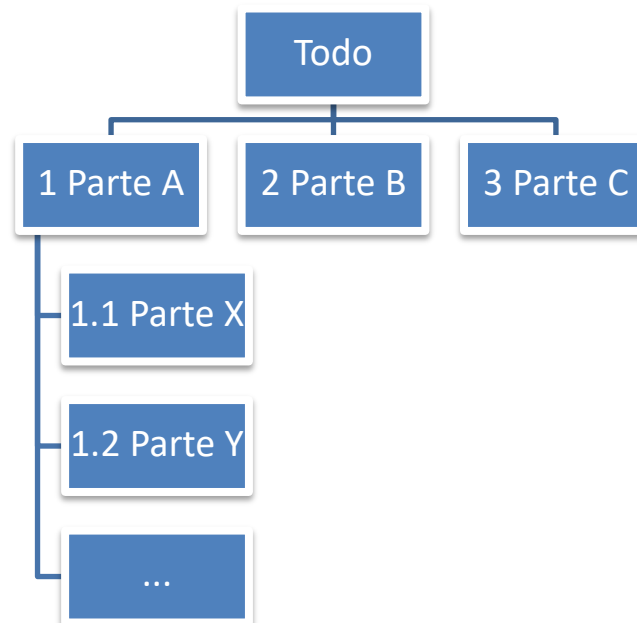 Todo
1 Parte A
2 Parte B
3 Parte C
1.1 Parte X
1.2 Parte Y
...